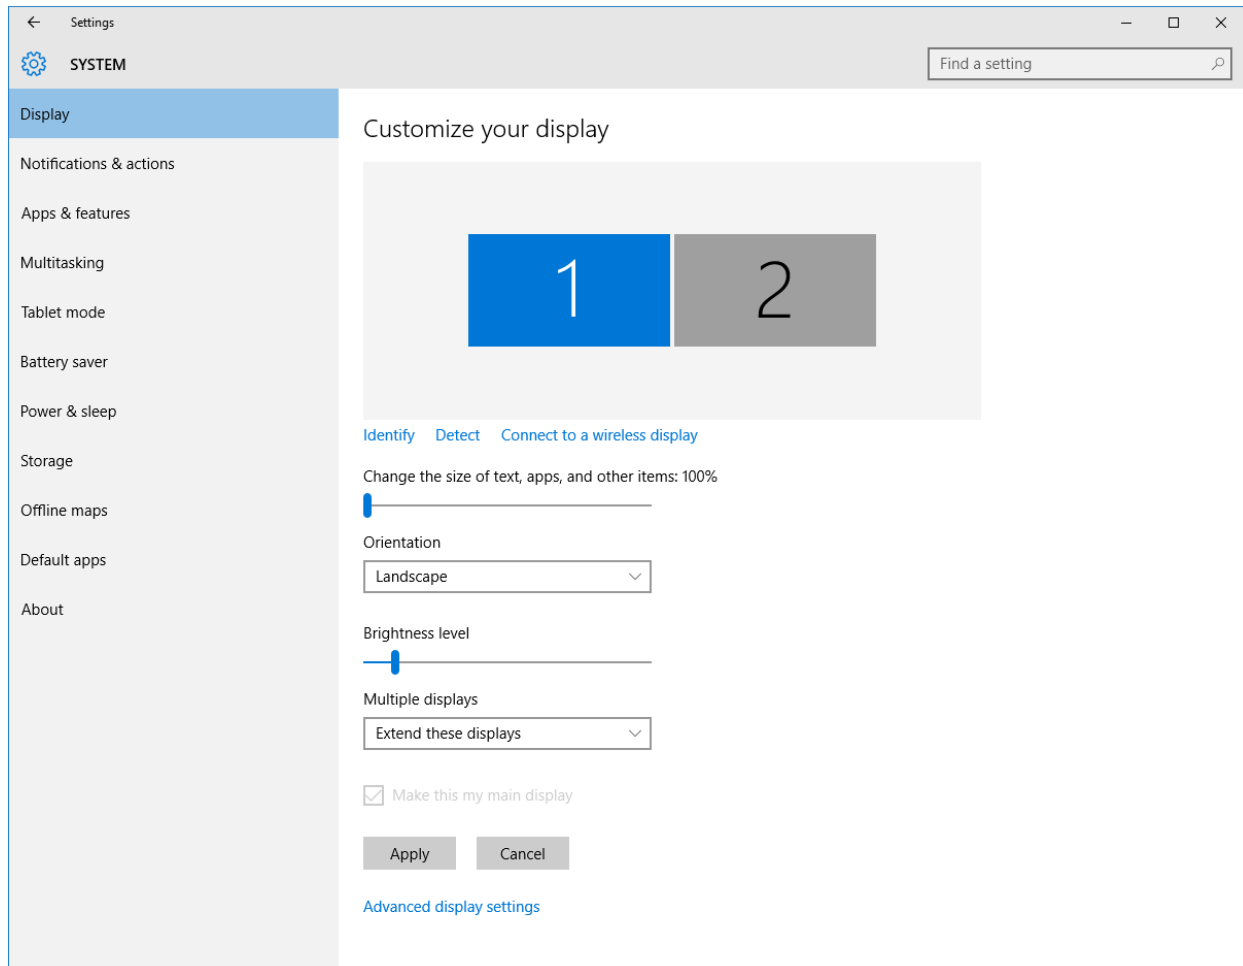 Settings
SYSTEM
Find a setting
Display
Notifications & actions
Apps & features
Multitasking
Tablet mode
Battery saver
Power & sleep
Storage
Offline maps
Default apps
About
Customize your display
1 2
Identify Detect Connect to a wireless display
Change the size of text, apps, and other items: 100%
Orientation
Landscape
Brightness level
Multiple displays
Extend these displays
Make this my main display
Apply Cancel
Advanced display settings